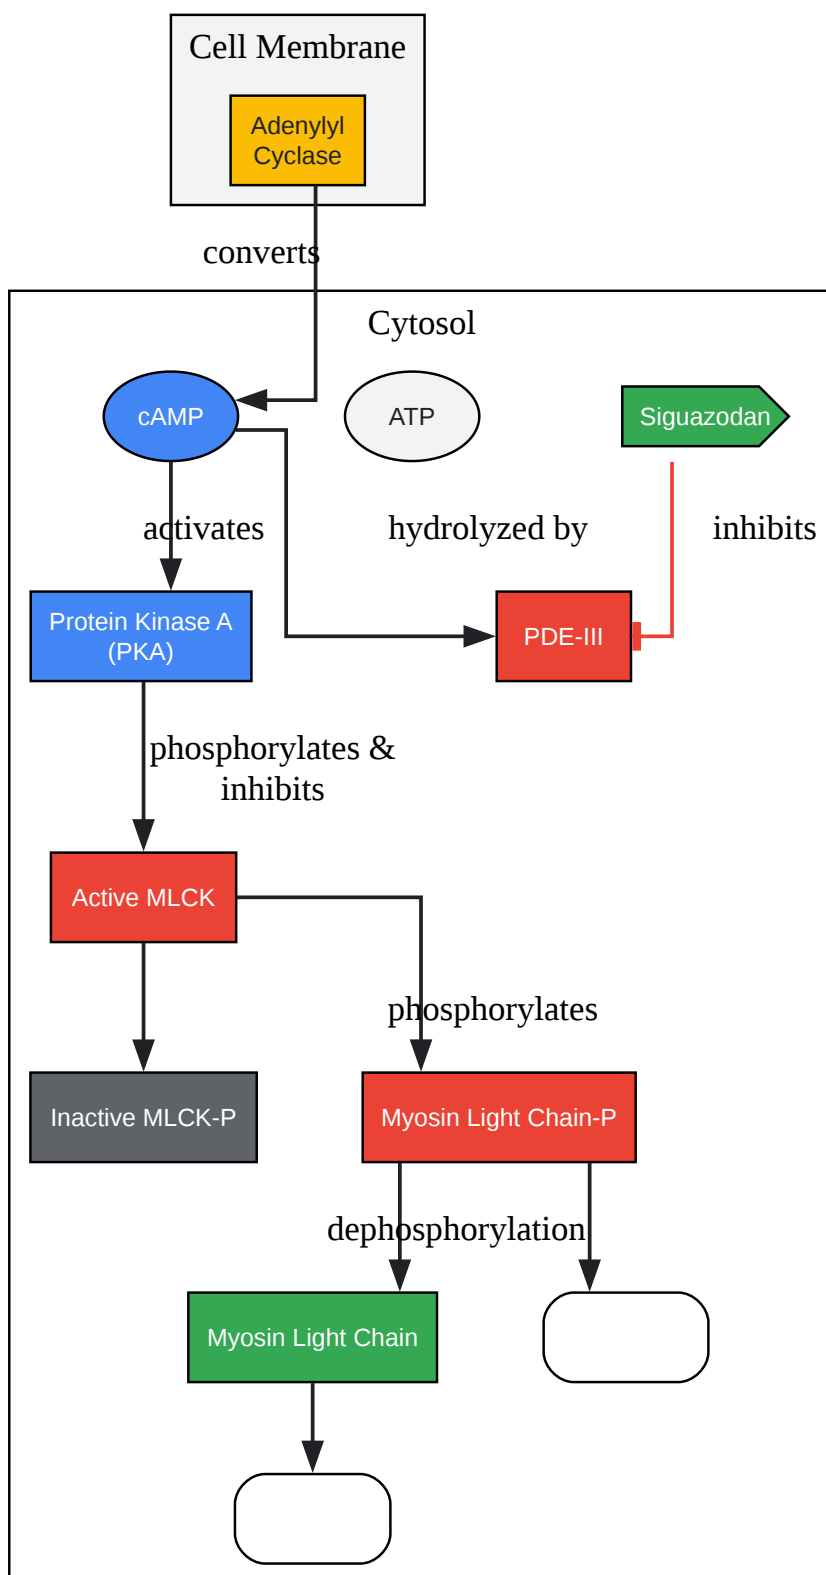 Cell Membrane
Adenylyl
Cyclase
converts
Cytosol
cAMP
ATP
Siguazodan
activates
hydrolyzed by
inhibits
Protein Kinase A
(PKA)
PDE-III
phosphorylates &
inhibits
Active MLCK
phosphorylates
Inactive MLCK-P
Myosin Light Chain-P
dephosphorylation
Myosin Light Chain